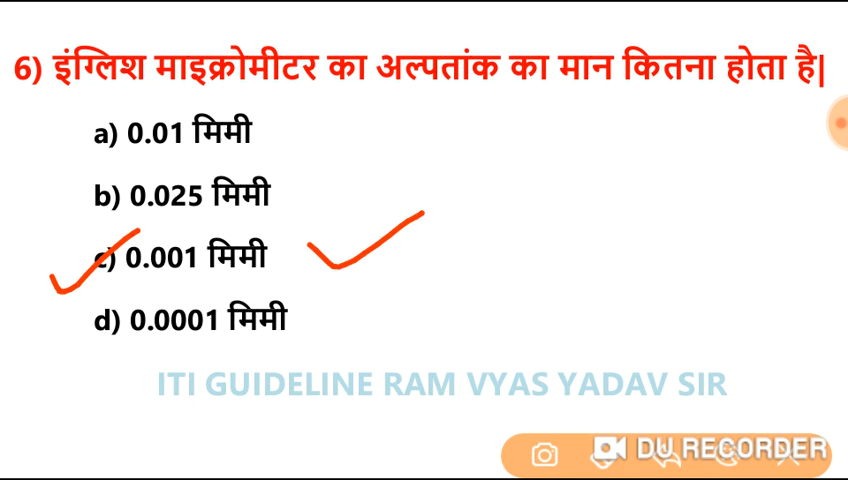 6) इंग्लिश माइक्रोमीटर का अल्पतांक का मान कितना होता है|
a) 0.01 मिमी
b) 0.025 मिमी
c) 0.001 मिमी
d) 0.0001 मिमी
ITI GUIDELINE RAM VYAS YADAV SIR
DU RECORDER